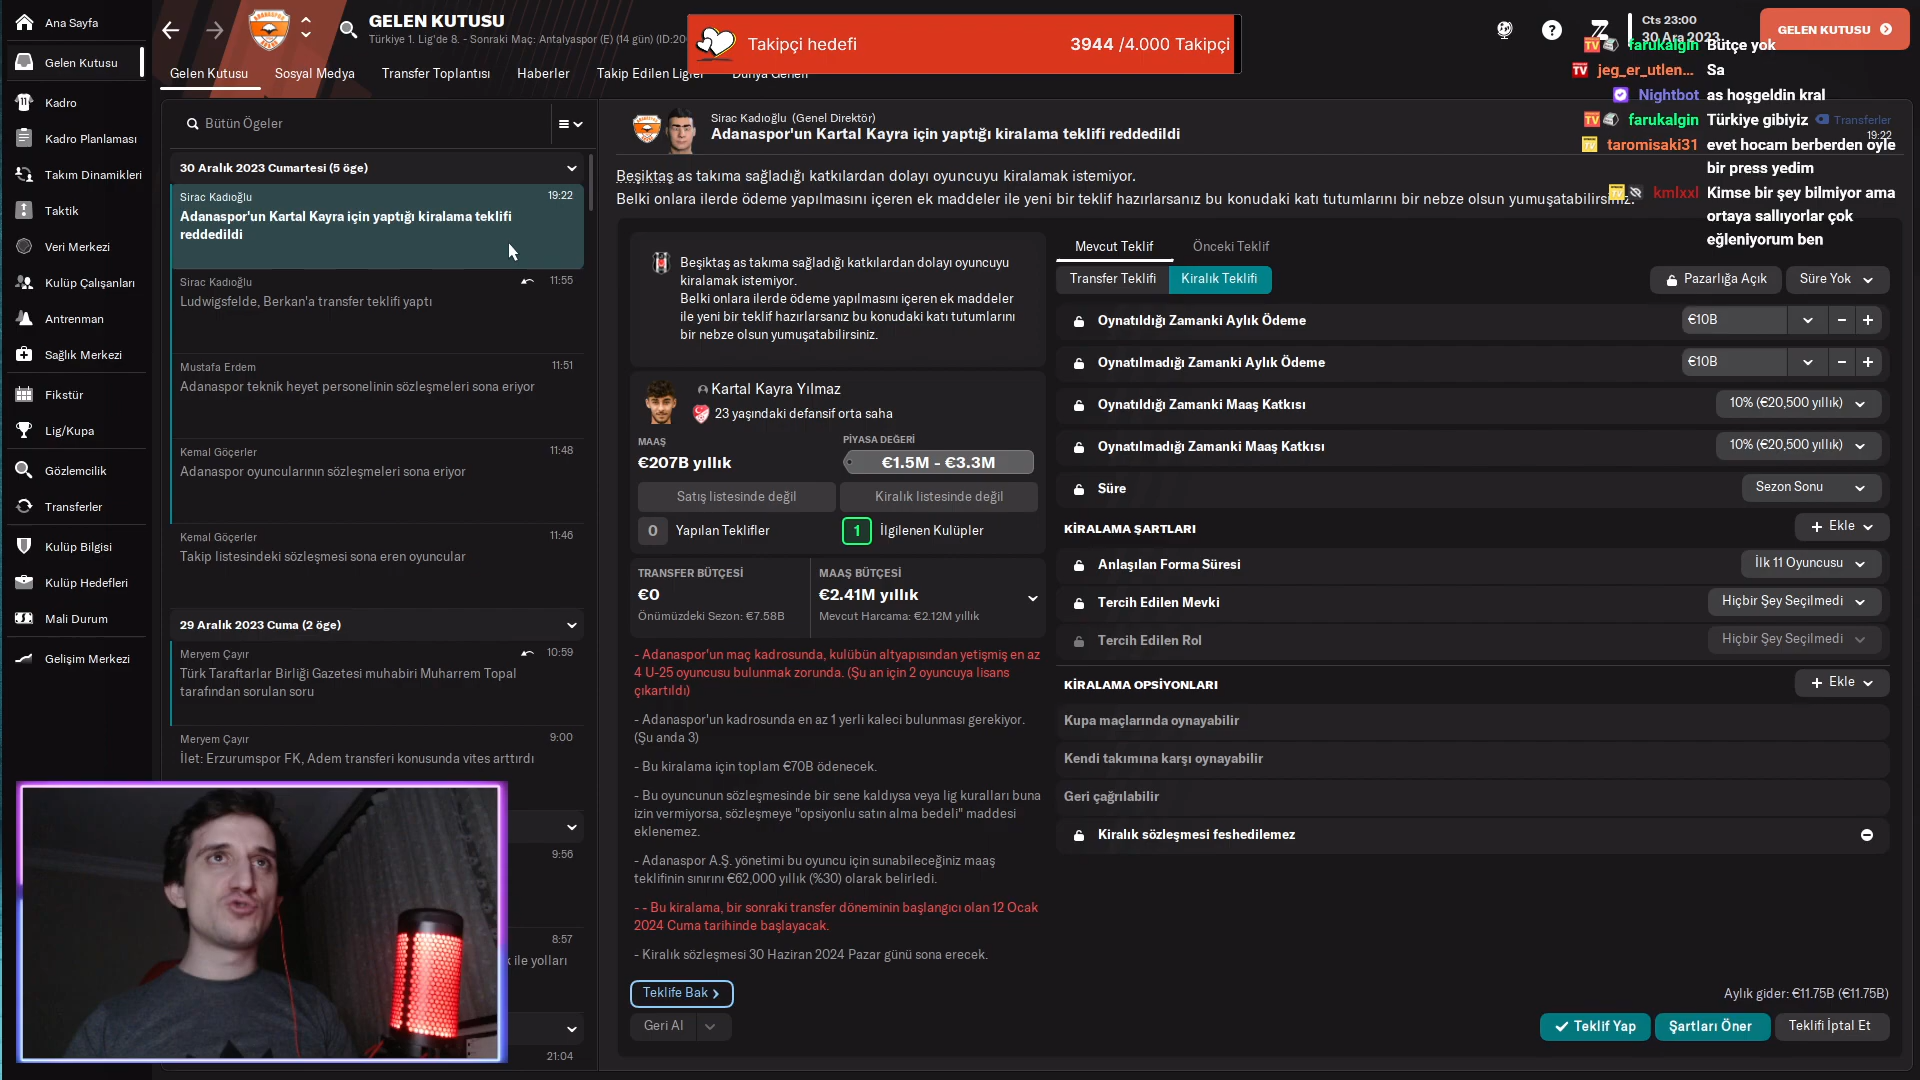 Ana Sayfa
Gelen Kutusu
Kadro
Kadro Planlaması
Takım Dinamikleri
Taktik
Veri Merkezi
Kulüp Çalışanları
Antrenman
Sağlık Merkezi
Fikstür
Lig/Kupa
Gözlemcilik
Transferler
Kulüp Bilgisi
Kulüp Hedefleri
Mali Durum
Gelişim Merkezi
GELEN KUTUSU
Türkiye 1. Lig'de 8. - Sonraki Maç: Antalyaspor (E) (14 gün) (ID:20
Gelen Kutusu
Sosyal Medya
Transfer Toplantısı
Haberler
Takip Edilen Ligler
Dünya Geneli
Takipçi hedefi
3944 /4.000 Takipçi
Cts 23:00
30 Ara 2023
GELEN KUTUSU
farukalgin Bütçe yok
jeg_er_utlen... Sa
Nightbot as hoşgeldin kral
farukalgin Türkiye gibiyiz
Transferler
19:22
taromisaki31 evet hocam berberden öyle
bir press yedim
kmlxxl Kimse bir şey bilmiyor ama
ortaya sallıyorlar çok
eğleniyorum ben
Bütün Ögeler
30 Aralık 2023 Cumartesi (5 öge)
Sirac Kadıoğlu 19:22
Adanaspor'un Kartal Kayra için yaptığı kiralama teklifi
reddedildi
Sirac Kadıoğlu 11:55
Ludwigsfelde, Berkan'a transfer teklifi yaptı
Mustafa Erdem 11:51
Adanaspor teknik heyet personelinin sözleşmeleri sona eriyor
Kemal Göçerler 11:48
Adanaspor oyuncularının sözleşmeleri sona eriyor
Kemal Göçerler 11:46
Takip listesindeki sözleşmesi sona eren oyuncular
29 Aralık 2023 Cuma (2 öge)
Meryem Çayır 10:59
Türk Taraftarlar Birliği Gazetesi muhabiri Muharrem Topal
tarafından sorulan soru
Meryem Çayır 9:00
İlet: Erzurumspor FK, Adem transferi konusunda vites arttırdı
9:56
8:57
ile yolları
21:04
Sirac Kadıoğlu (Genel Direktör)
Adanaspor'un Kartal Kayra için yaptığı kiralama teklifi reddedildi
Beşiktaş as takıma sağladığı katkılardan dolayı oyuncuyu kiralamak istemiyor.
Belki onlara ilerde ödeme yapılmasını içeren ek maddeler ile yeni bir teklif hazırlarsanız bu konudaki katı tutumlarını bir nebze olsun yumuşatabilirsiniz.
Beşiktaş as takıma sağladığı katkılardan dolayı oyuncuyu
kiralamak istemiyor.
Belki onlara ilerde ödeme yapılmasını içeren ek maddeler
ile yeni bir teklif hazırlarsanız bu konudaki katı tutumlarını
bir nebze olsun yumuşatabilirsiniz.
Kartal Kayra Yılmaz
23 yaşındaki defansif orta saha
MAAŞ
€207B yıllık
PİYASA DEĞERİ
€1.5M - €3.3M
Satış listesinde değil
Kiralık listesinde değil
0 Yapılan Teklifler
1 İlgilenen Kulüpler
TRANSFER BÜTÇESİ
€0
Önümüzdeki Sezon: €7.58B
MAAŞ BÜTÇESİ
€2.41M yıllık
Mevcut Harcama: €2.12M yıllık
- Adanaspor'un maç kadrosunda, kulübün altyapısından yetişmiş en az
4 U-25 oyuncusu bulunmak zorunda. (Şu an için 2 oyuncuya lisans
çıkartıldı)
- Adanaspor'un kadrosunda en az 1 yerli kaleci bulunması gerekiyor.
(Şu anda 3)
- Bu kiralama için toplam €70B ödenecek.
- Bu oyuncunun sözleşmesinde bir sene kaldıysa veya lig kuralları buna
izin vermiyorsa, sözleşmeye "opsiyonlu satın alma bedeli" maddesi
eklenemez.
- Adanaspor A.Ş. yönetimi bu oyuncu için sunabileceğiniz maaş
teklifinin sınırını €62,000 yıllık (%30) olarak belirledi.
- - Bu kiralama, bir sonraki transfer döneminin başlangıcı olan 12 Ocak
2024 Cuma tarihinde başlayacak.
- Kiralık sözleşmesi 30 Haziran 2024 Pazar günü sona erecek.
Teklife Bak
Geri Al
Mevcut Teklif
Önceki Teklif
Transfer Teklifi
Kiralık Teklifi
Pazarlığa Açık
Süre Yok
Oynatıldığı Zamanki Aylık Ödeme €10B
Oynatılmadığı Zamanki Aylık Ödeme €10B
Oynatıldığı Zamanki Maaş Katkısı 10% (€20,500 yıllık)
Oynatılmadığı Zamanki Maaş Katkısı 10% (€20,500 yıllık)
Süre Sezon Sonu
KİRALAMA ŞARTLARI + Ekle
Anlaşılan Forma Süresi İlk 11 Oyuncusu
Tercih Edilen Mevki Hiçbir Şey Seçilmedi
Tercih Edilen Rol Hiçbir Şey Seçilmedi
KİRALAMA OPSİYONLARI + Ekle
Kupa maçlarında oynayabilir
Kendi takımına karşı oynayabilir
Geri çağrılabilir
Kiralık sözleşmesi feshedilemez
Aylık gider: €11.75B (€11.75B)
Teklif Yap
Şartları Öner
Teklifi İptal Et